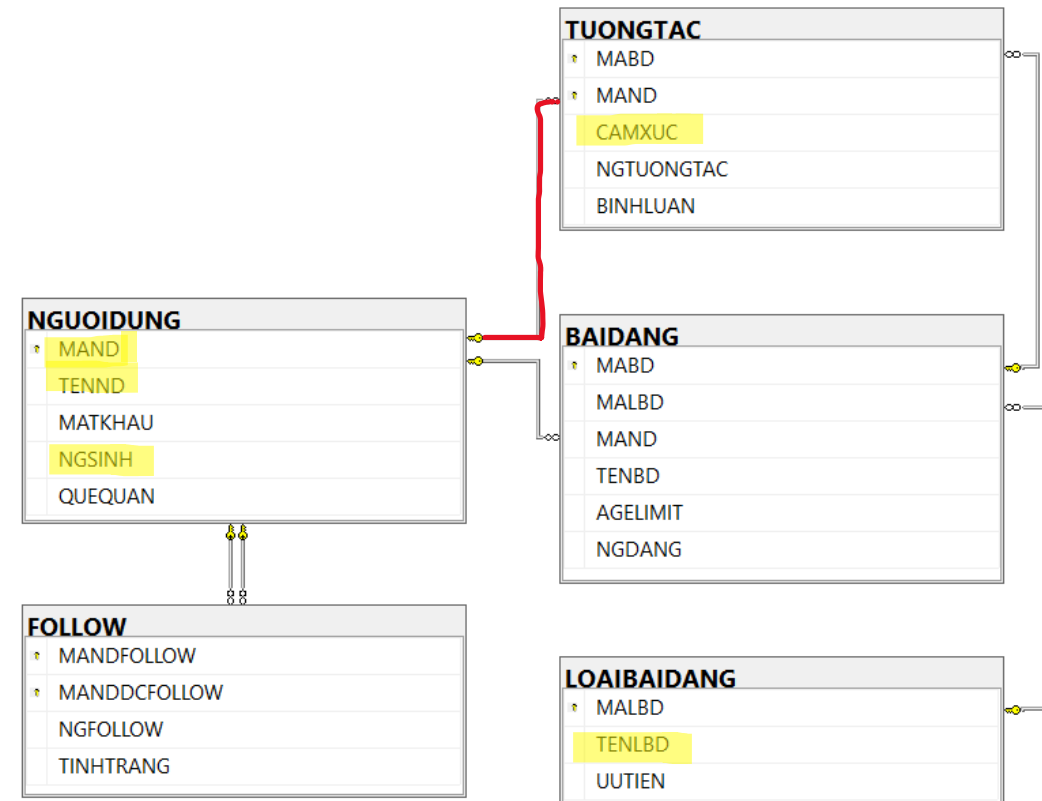 TUONGTAC
MABD
MAND
CAMXUC
NGTUONGTAC
BINHLUAN
NGUOIDUNG
MAND
TENND
MATKHAU
NGSINH
QUEQUAN
BAIDANG
MABD
MALBD
MAND
TENBD
AGELIMIT
NGDANG
FOLLOW
MANDFOLLOW
MANDDCFOLLOW
NGFOLLOW
TINHTRANG
LOAIBAIDANG
MALBD
TENLBD
UUTIEN